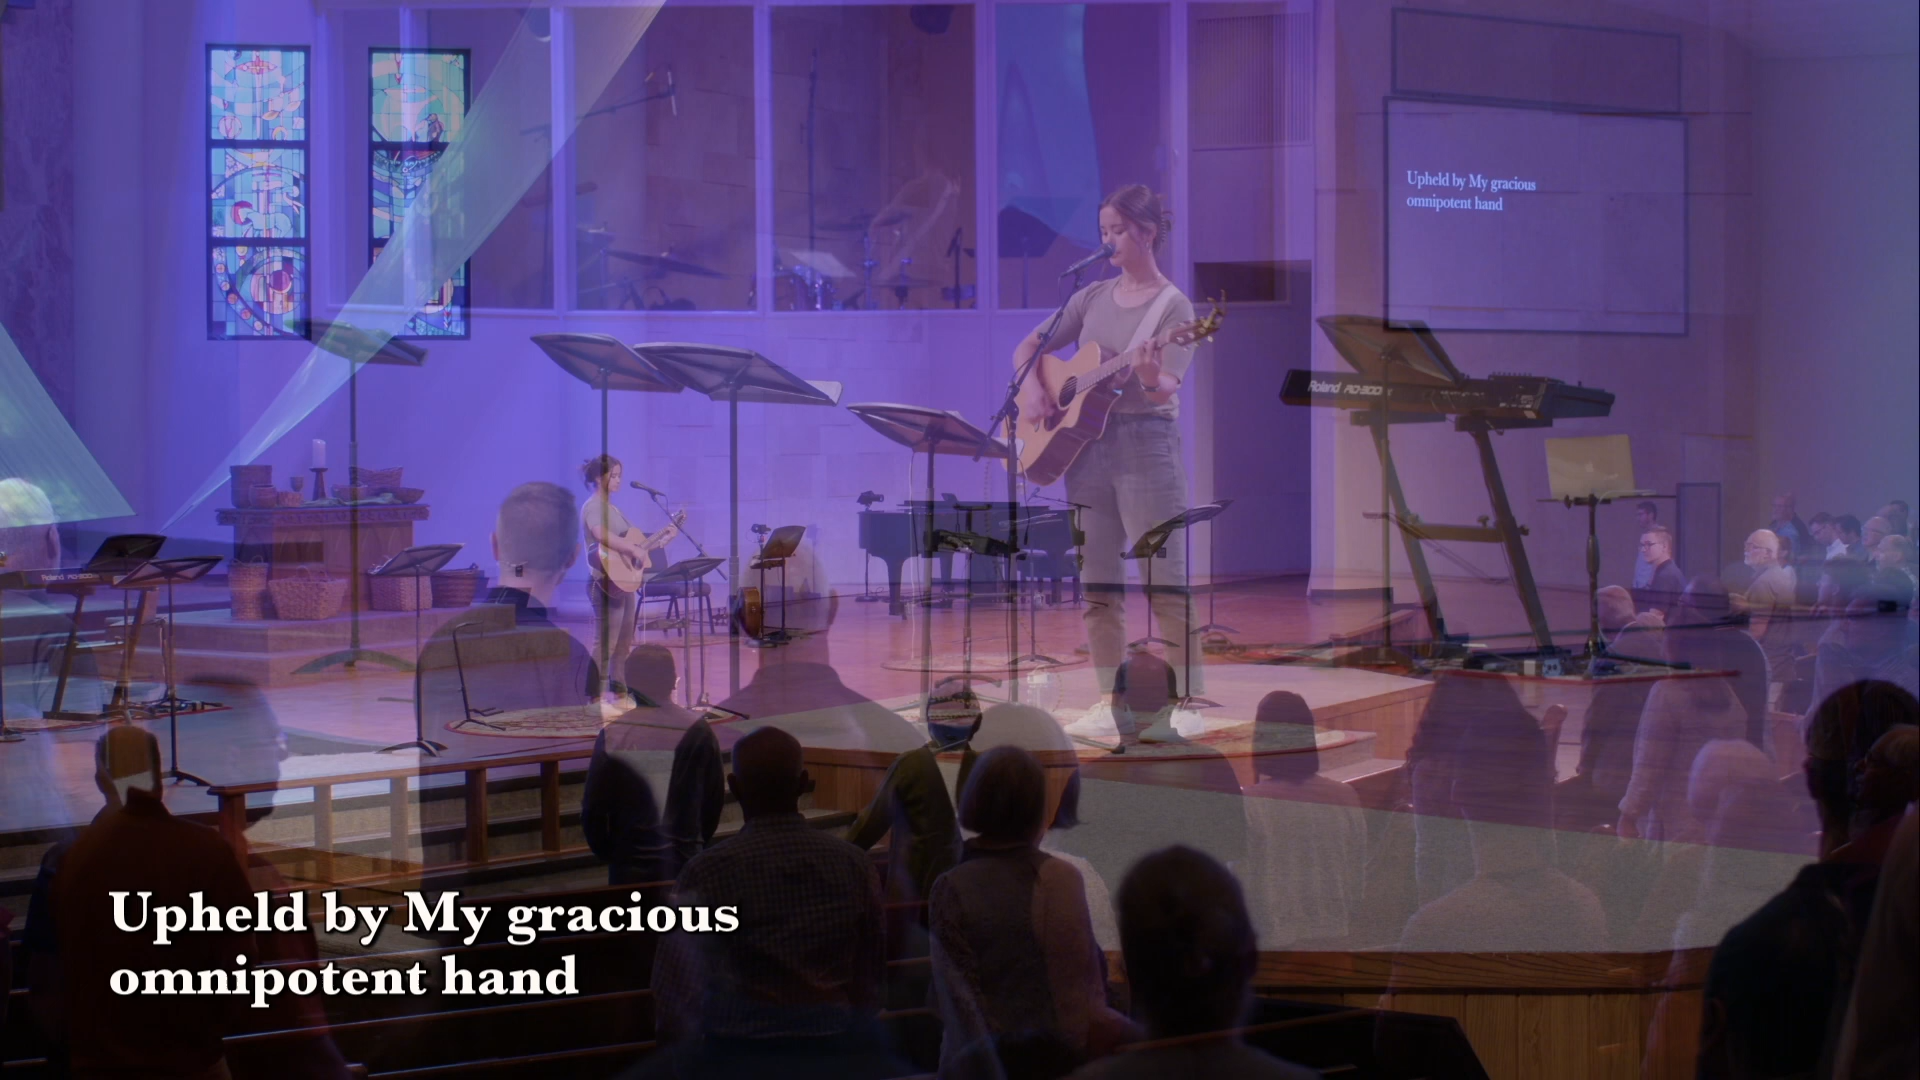 Upheld by My gracious
omnipotent hand
Roland
Roland
Upheld by My gracious
omnipotent hand